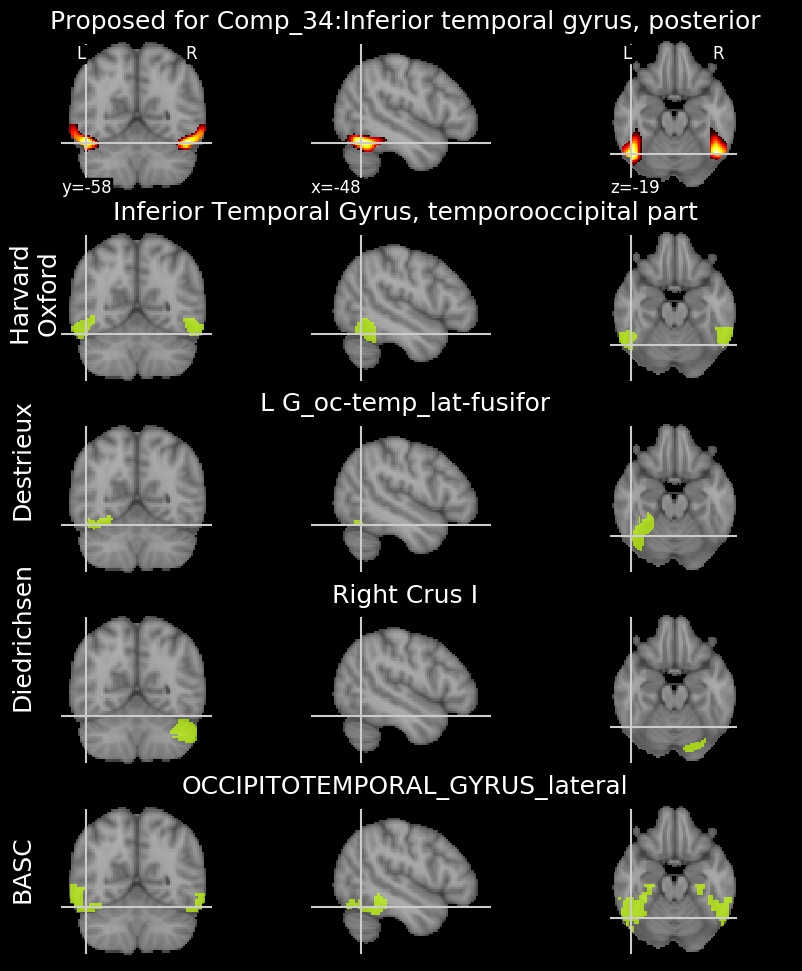 Proposed for Comp_34:Inferior temporal gyrus, posterior
L R
L R
y=-58
x=-48
z=-19
Inferior Temporal Gyrus, temporooccipital part
Harvard
Oxford
L G_oc-temp_lat-fusifor
Destrieux
Right Crus I
Diedrichsen
OCCIPITOTEMPORAL_GYRUS_lateral
BASC